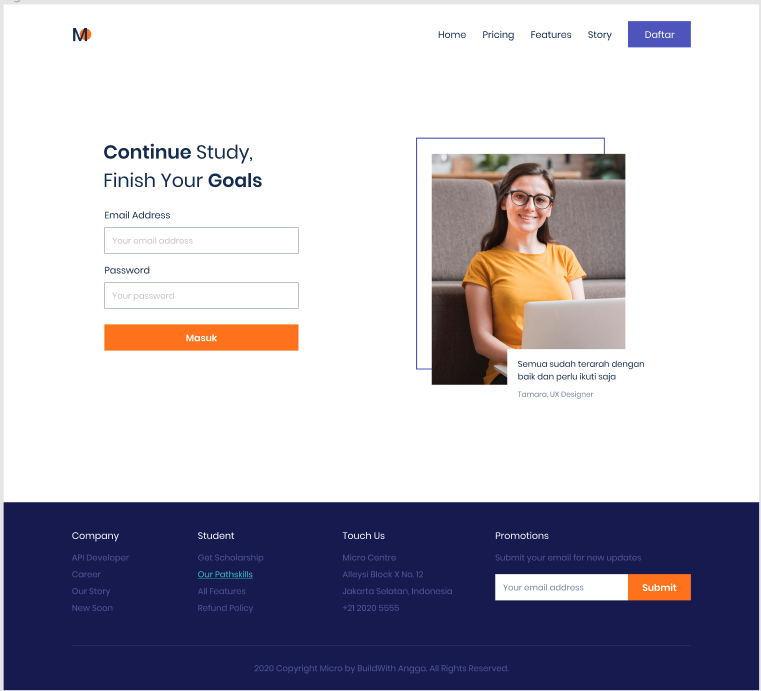 M
Home
Pricing
Features
Story
Daftar
Continue Study,
Finish Your Goals
Email Address
Your email address
Password
Your password
Masuk
Semua sudah terarah dengan
baik dan perlu ikuti saja
Tamara, UX Designer
Company
API Developer
Career
Our Story
New Soon
Student
Get Scholarship
Our Pathskills
All Features
Refund Policy
Touch Us
Micro Centre
Alleysi Block X No. 12
Jakarta Selatan, Indonesia
+21 2020 5555
Promotions
Submit your email for new updates
Your email address
Submit
2020 Copyright Micro by BuildWith Angga. All Rights Reserved.